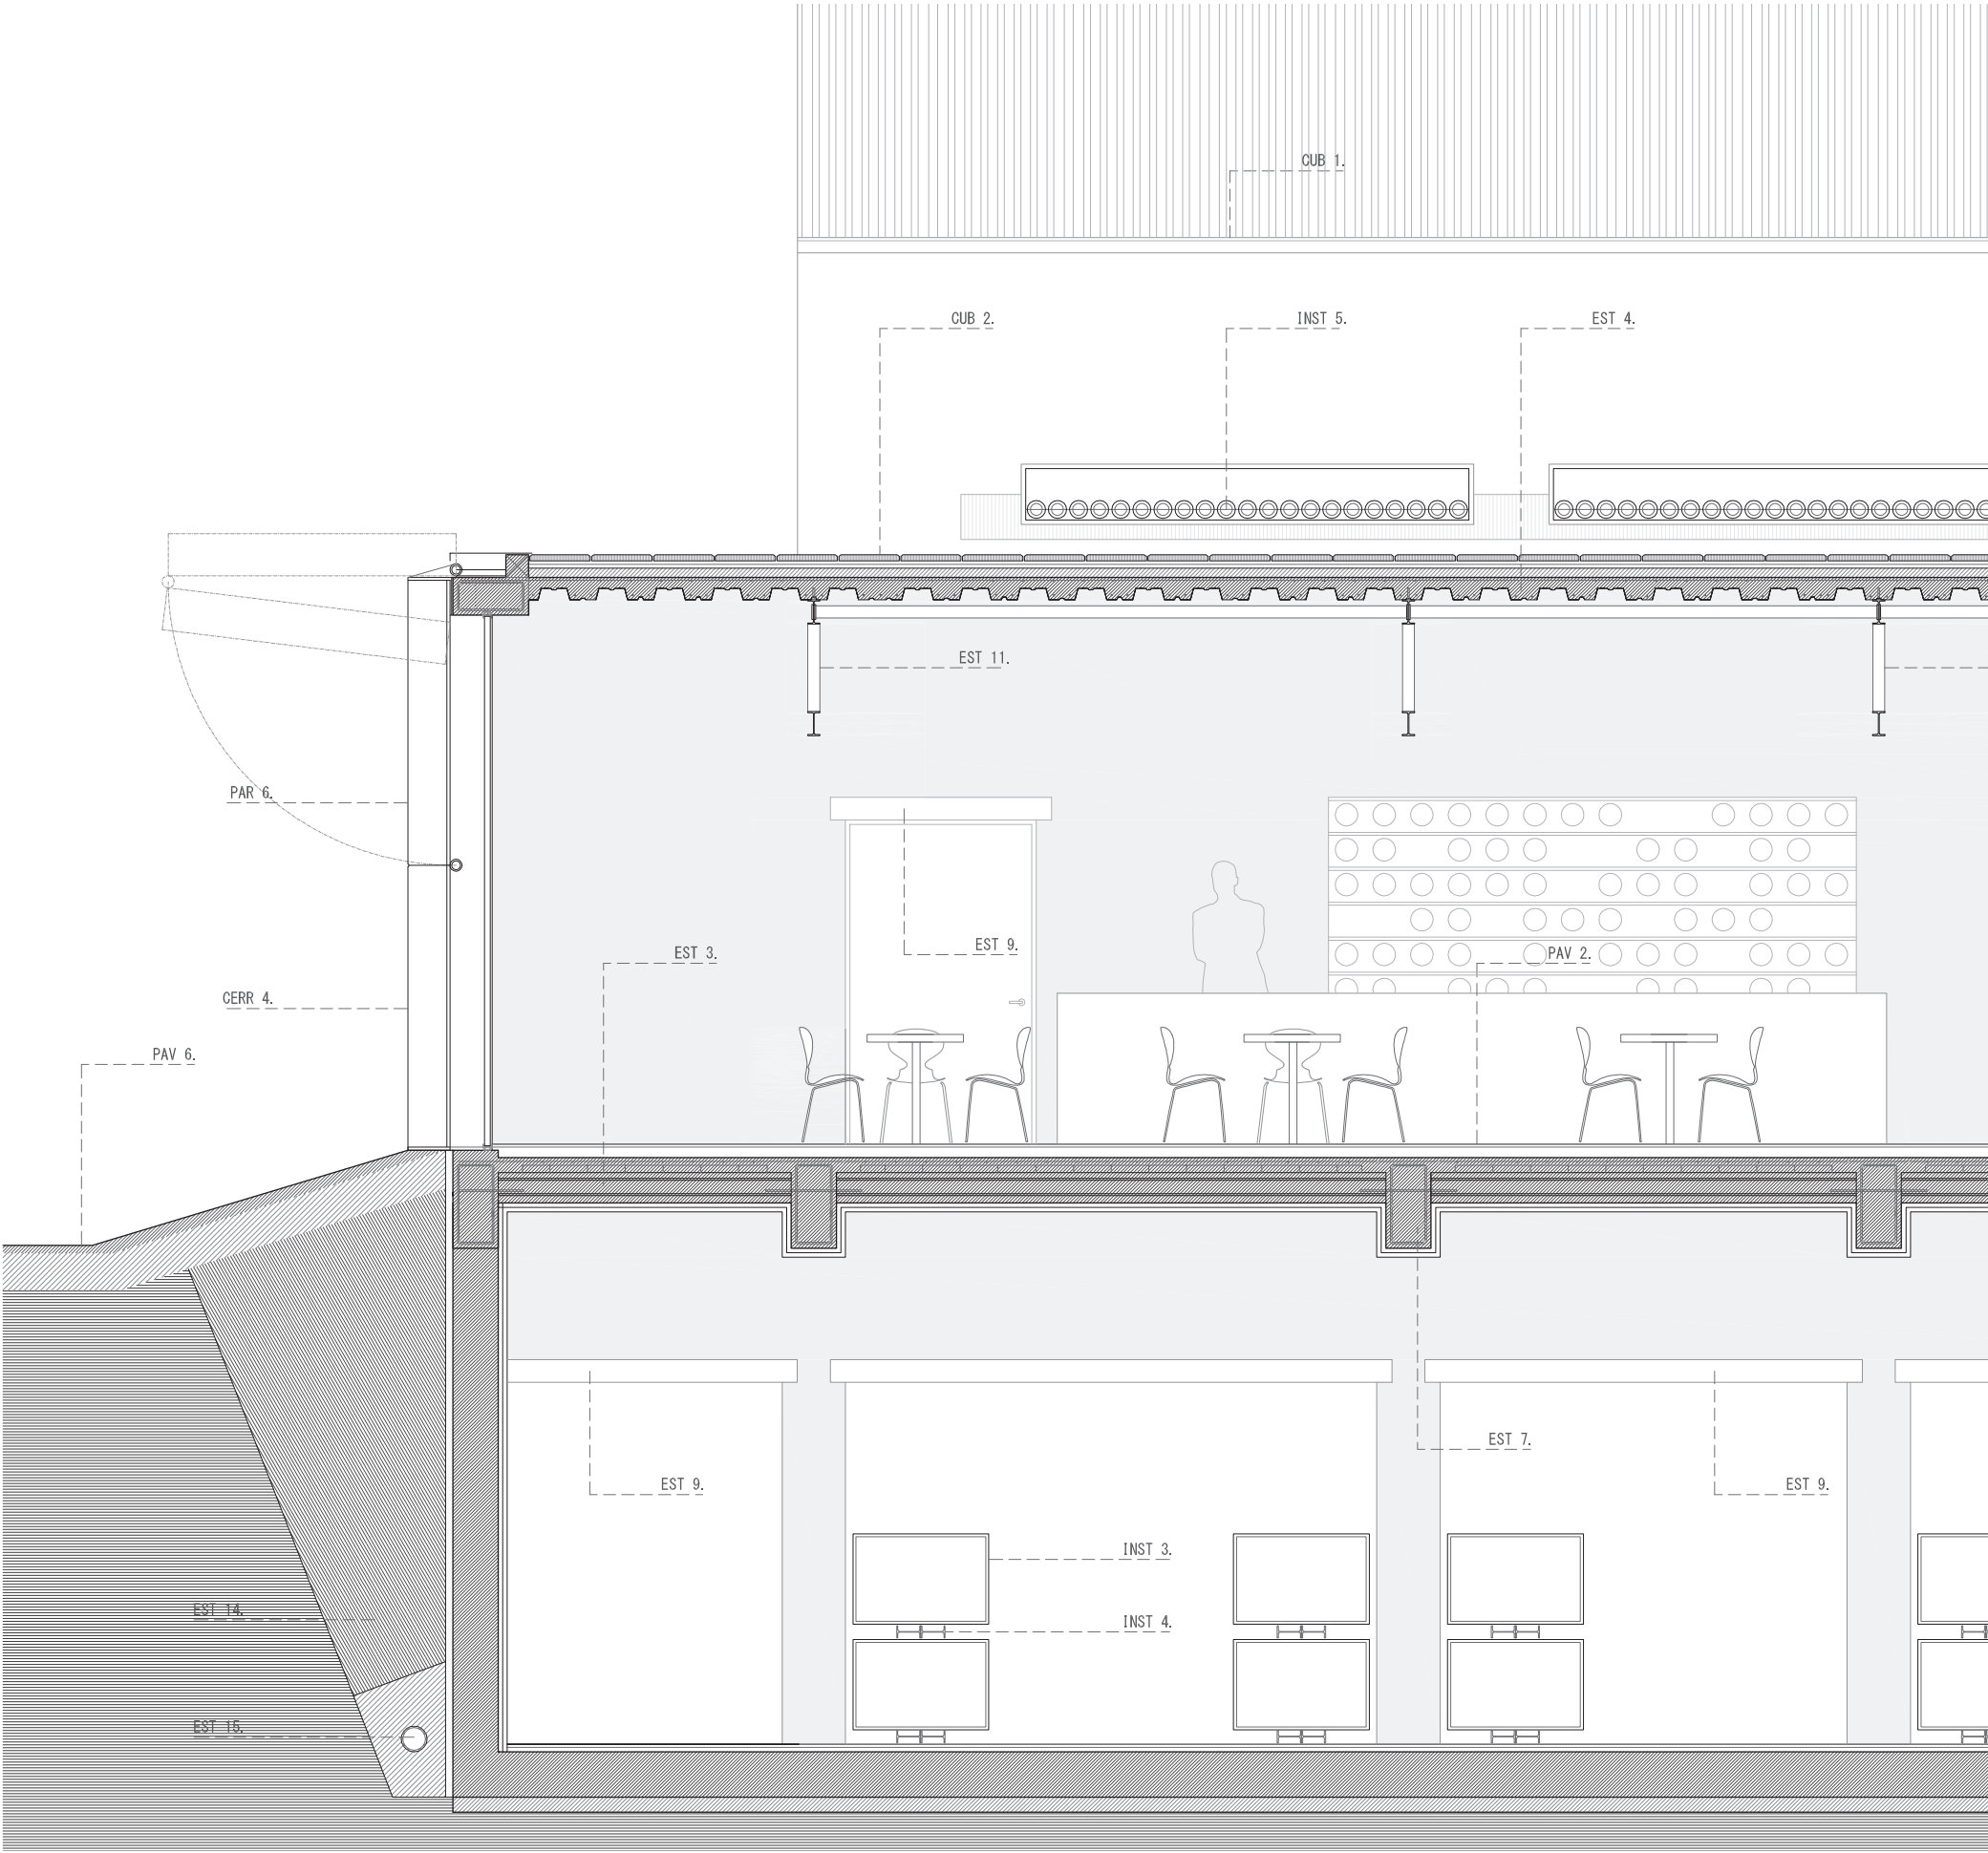 CUB 1.
CUB 2.
INST 5.
EST 4.
EST 11.
PAR 6.
EST 9.
EST 3.
PAV 2.
CERR 4.
PAV 6.
EST 7.
EST 9.
EST 9.
INST 3.
EST 14.
INST 4.
EST 15.